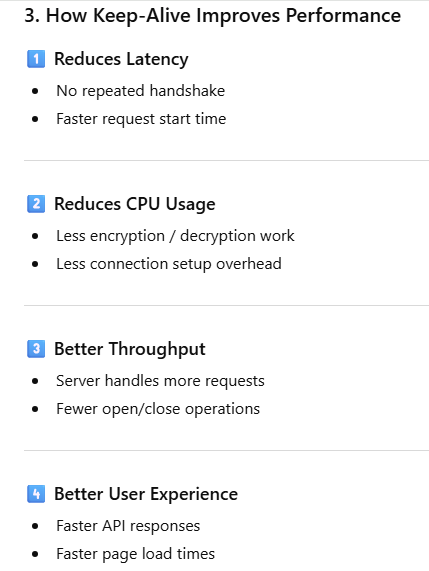 3. How Keep-Alive Improves Performance
1️⃣ Reduces Latency
• No repeated handshake
• Faster request start time
2️⃣ Reduces CPU Usage
• Less encryption / decryption work
• Less connection setup overhead
3️⃣ Better Throughput
• Server handles more requests
• Fewer open/close operations
4️⃣ Better User Experience
• Faster API responses
• Faster page load times